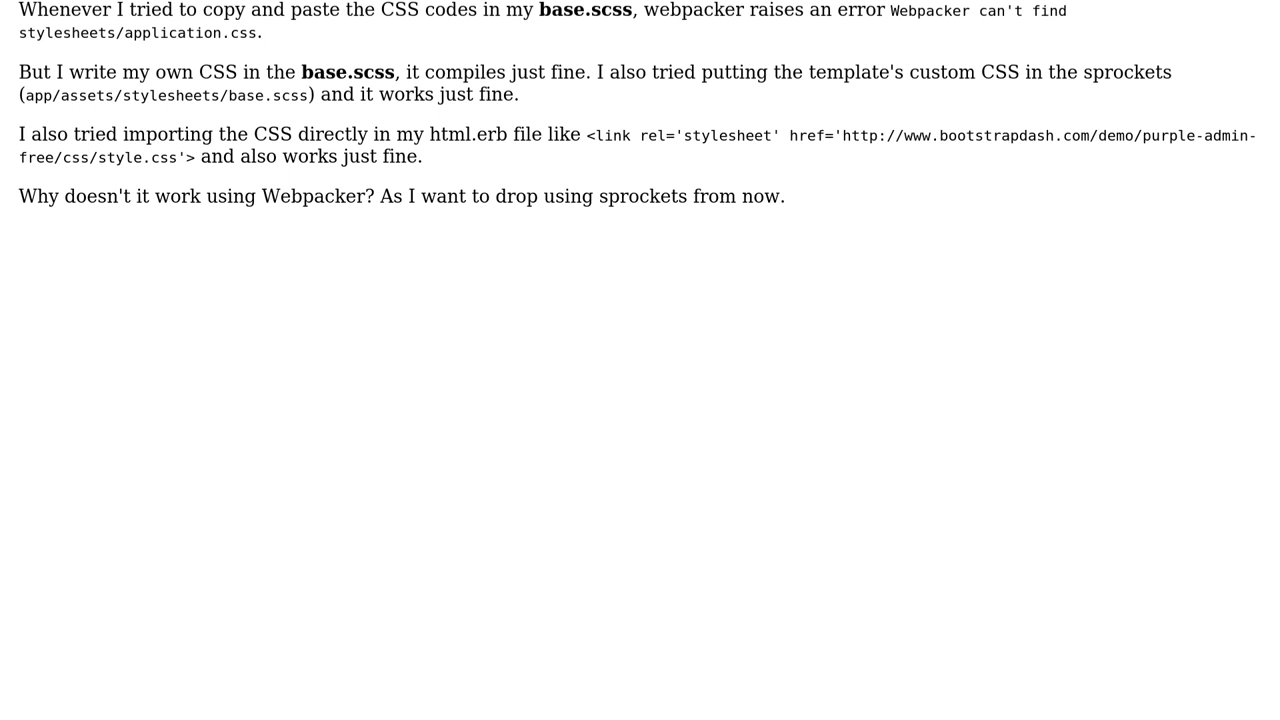 Whenever I tried to copy and paste the CSS codes in my base.scss, webpacker raises an error Webpacker can't find
stylesheets/application.css.
But I write my own CSS in the base.scss, it compiles just fine. I also tried putting the template's custom CSS in the sprockets
(app/assets/stylesheets/base.scss) and it works just fine.
I also tried importing the CSS directly in my html.erb file like <link rel='stylesheet' href='http://www.bootstrapdash.com/demo/purple-admin-
free/css/style.css'> and also works just fine.
Why doesn't it work using Webpacker? As I want to drop using sprockets from now.